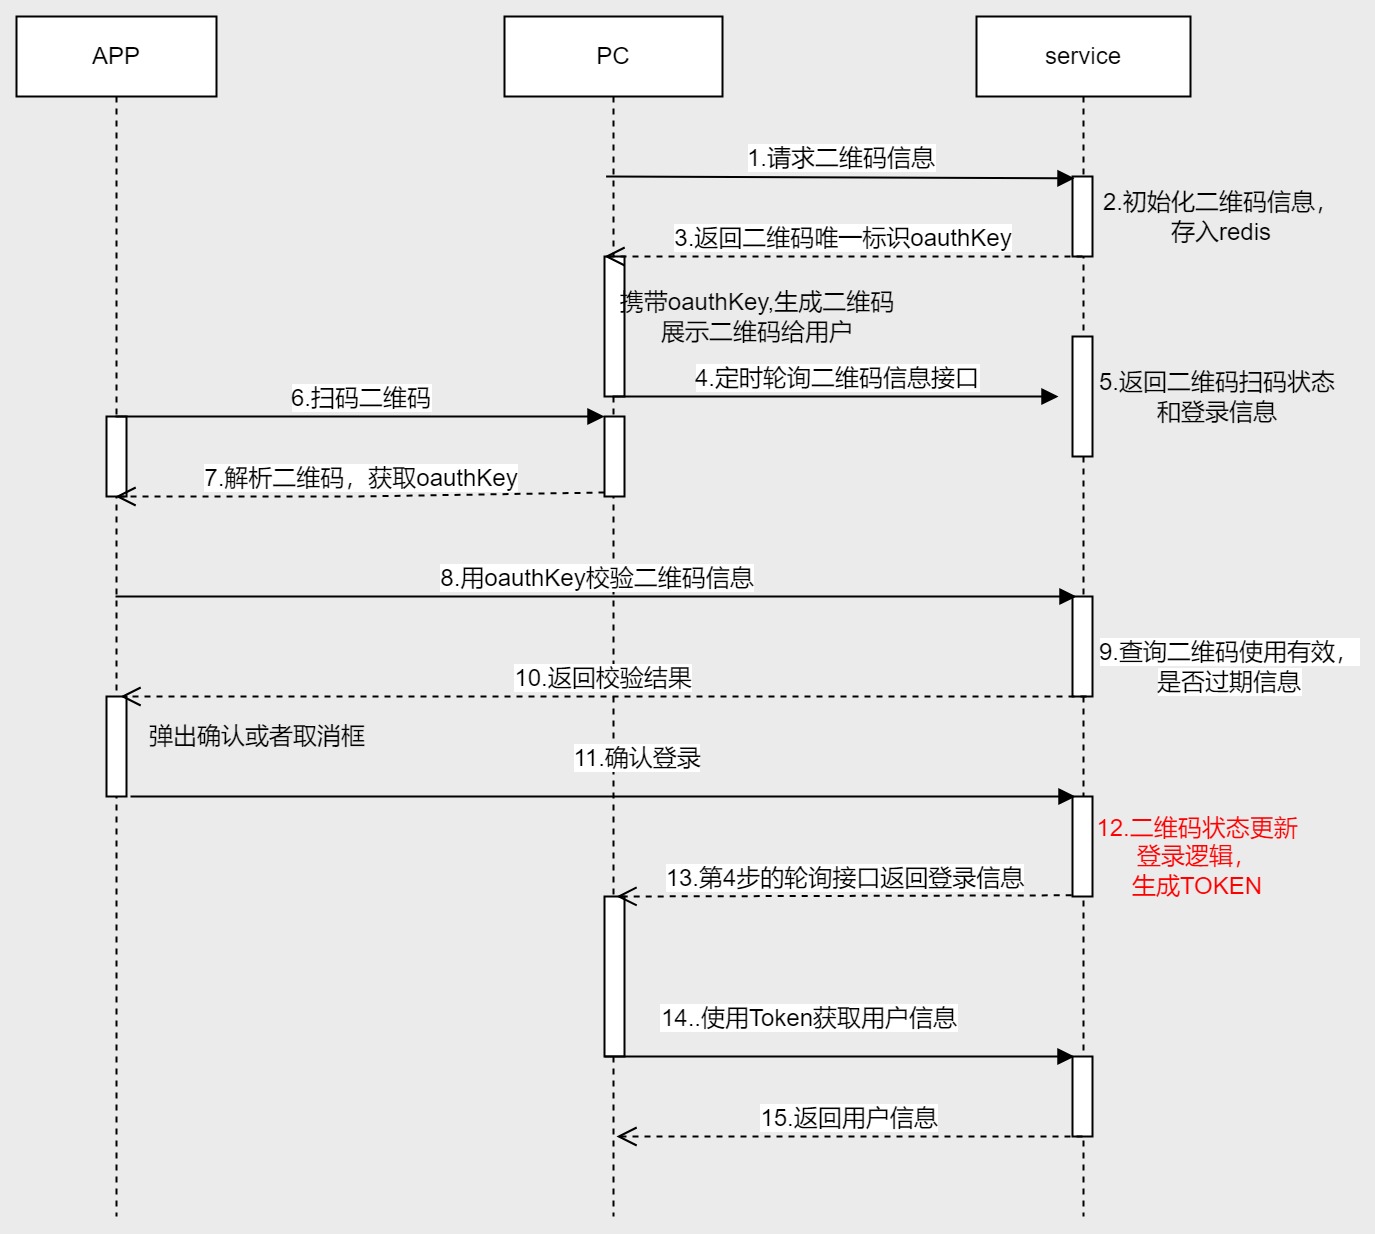 APP
PC
service
1.请求二维码信息
2.初始化二维码信息，
存入redis
3.返回二维码唯一标识oauthKey
携带oauthKey,生成二维码
展示二维码给用户
4.定时轮询二维码信息接口
5.返回二维码扫码状态
和登录信息
6.扫码二维码
7.解析二维码，获取oauthKey
8.用oauthKey校验二维码信息
9.查询二维码使用有效，
是否过期信息
10.返回校验结果
弹出确认或者取消框
11.确认登录
12.二维码状态更新
登录逻辑，
生成TOKEN
13.第4步的轮询接口返回登录信息
14..使用Token获取用户信息
15.返回用户信息